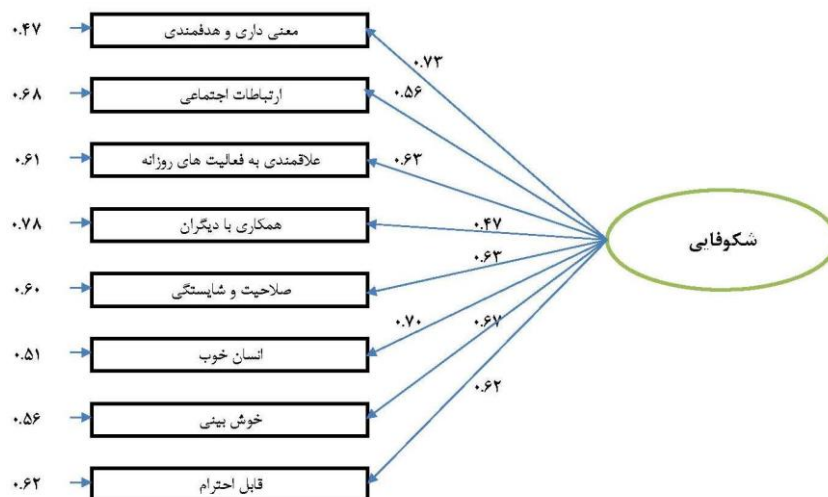 ۰.۴۷
معنی داری و هدفمندی
۰.۷۳
۰.۶۸
ارتباطات اجتماعی
۰.۵۶
۰.۶۱
علاقمندی به فعالیت های روزانه
۰.۶۳
۰.۷۸
همکاری با دیگران
۰.۴۷
شکوفایی
۰.۶۰
صلاحیت و شایستگی
۰.۶۳
۰.۵۱
انسان خوب
۰.۷۰
۰.۶۷
۰.۵۶
خوش بینی
۰.۶۲
۰.۶۲
قابل احترام